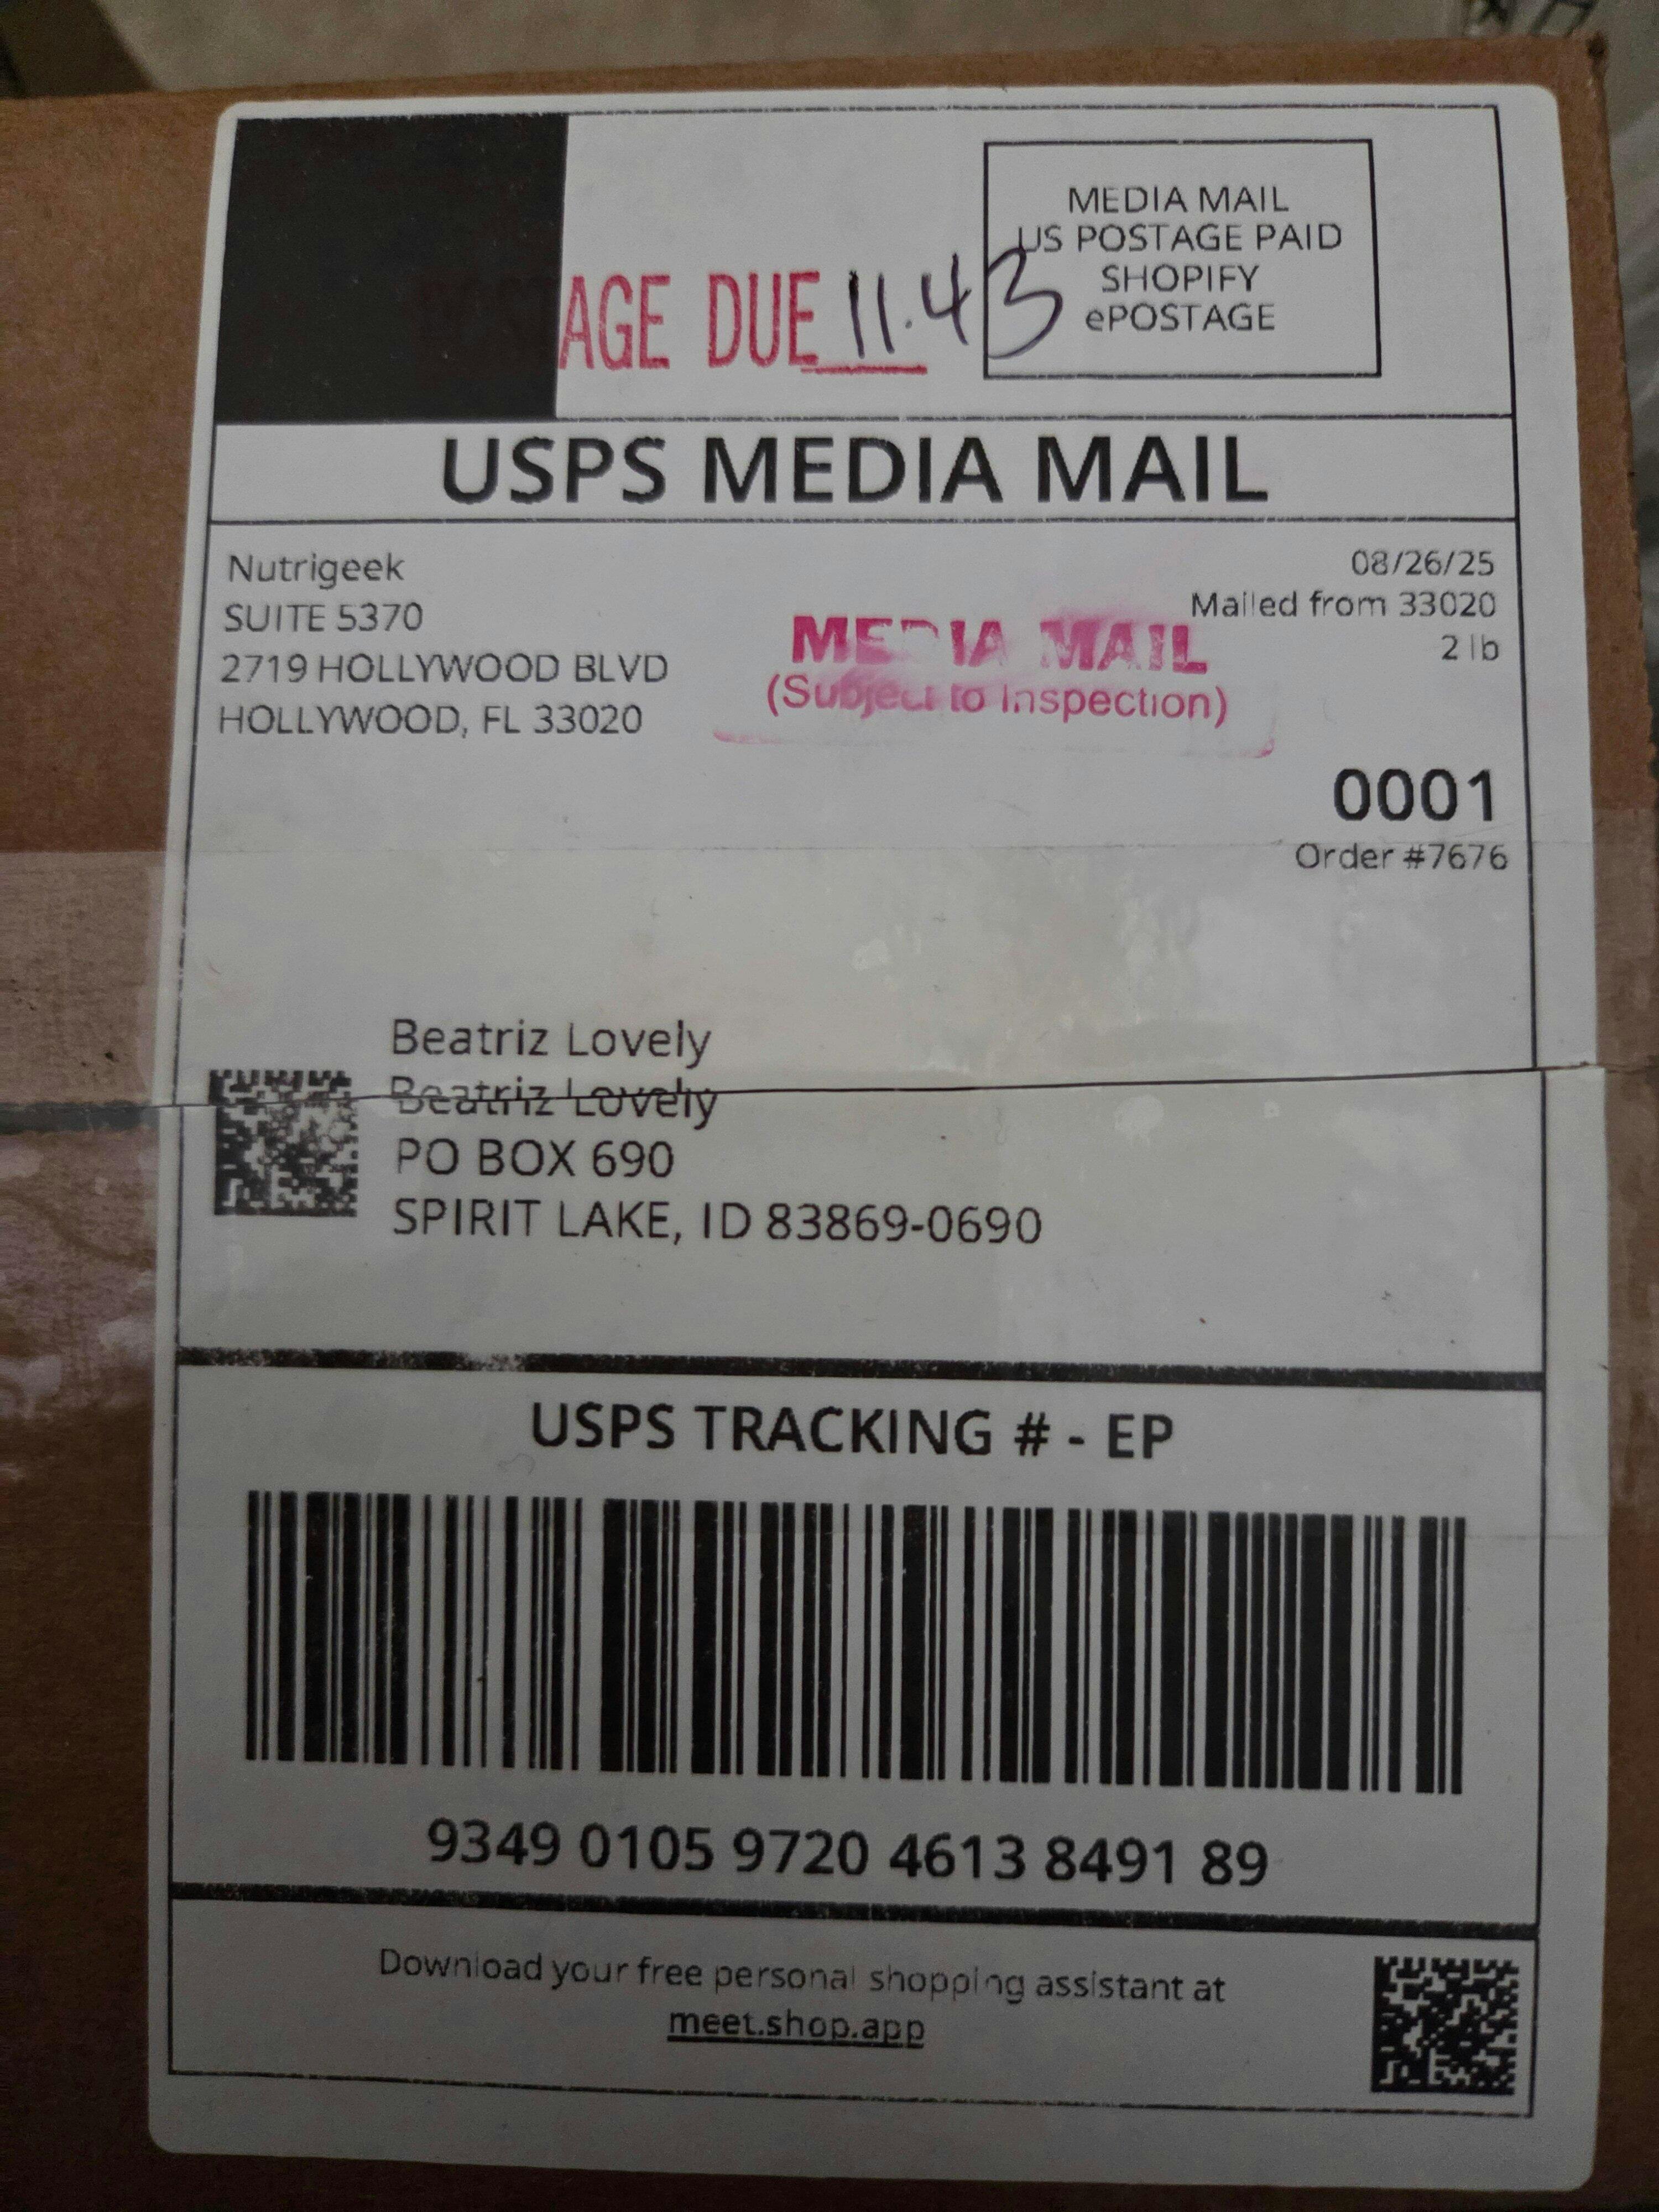 MEDIA MAIL
US POSTAGE PAID
SHOPIFY
ePOSTAGE
AGE DUE 11.43
USPS MEDIA MAIL
Nutrigeek
SUITE 5370
2719 HOLLYWOOD BLVD
HOLLYWOOD, FL 33020
08/26/25
Mailed from 33020
2 lb
MEDIA MAIL
(Subject to Inspection)
0001
Order #7676
Beatriz Lovely
Beatriz Lovely
PO BOX 690
SPIRIT LAKE, ID 83869-0690
USPS TRACKING # - EP
9349 0105 9720 4613 8491 89
Download your free personal shopping assistant at
meet.shop.app